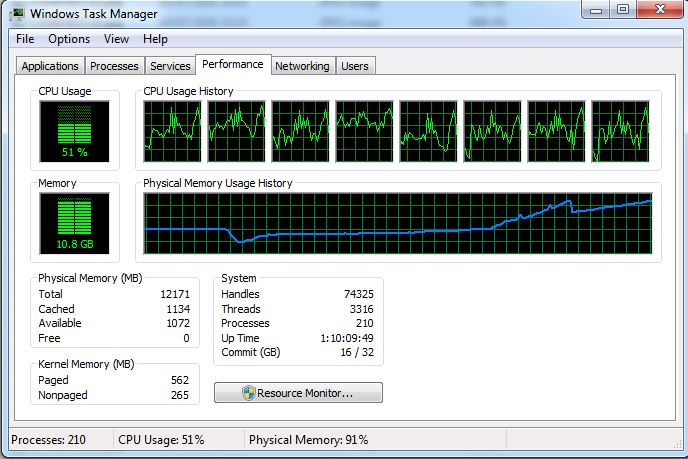 Windows Task Manager
File Options View Help
Applications Processes Services Performance Networking Users
CPU Usage
CPU Usage History
51 %
Memory
Physical Memory Usage History
10.8 GB
Physical Memory (MB)
Total 12171
Cached 1134
Available 1072
Free 0
System
Handles 74325
Threads 3316
Processes 210
Up Time 1:10:09:49
Commit (GB) 16 / 32
Kernel Memory (MB)
Paged 562
Nonpaged 265
Resource Monitor...
Processes: 210 CPU Usage: 51% Physical Memory: 91%